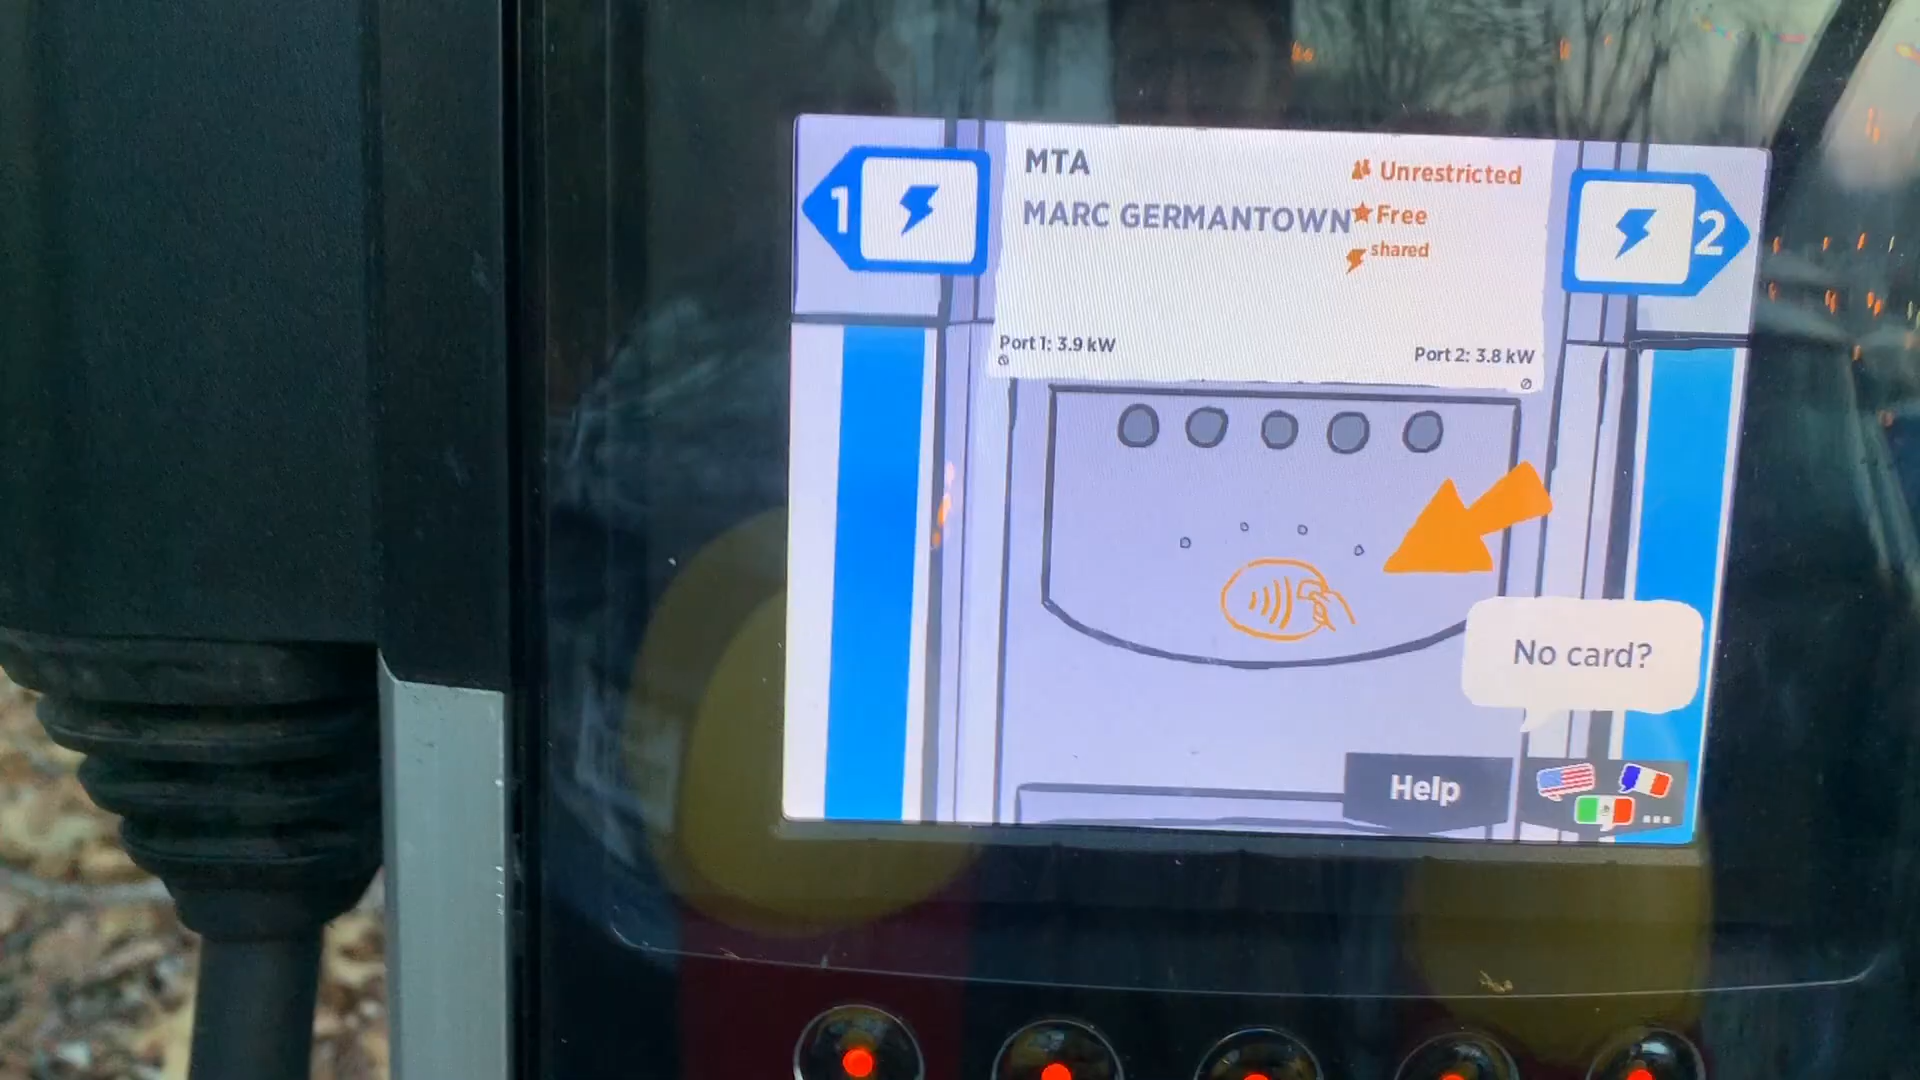 1
MTA
MARC GERMANTOWN
Unrestricted
Free
shared
2
Port 1: 3.9 kW
Port 2: 3.8 kW
No card?
Help
...